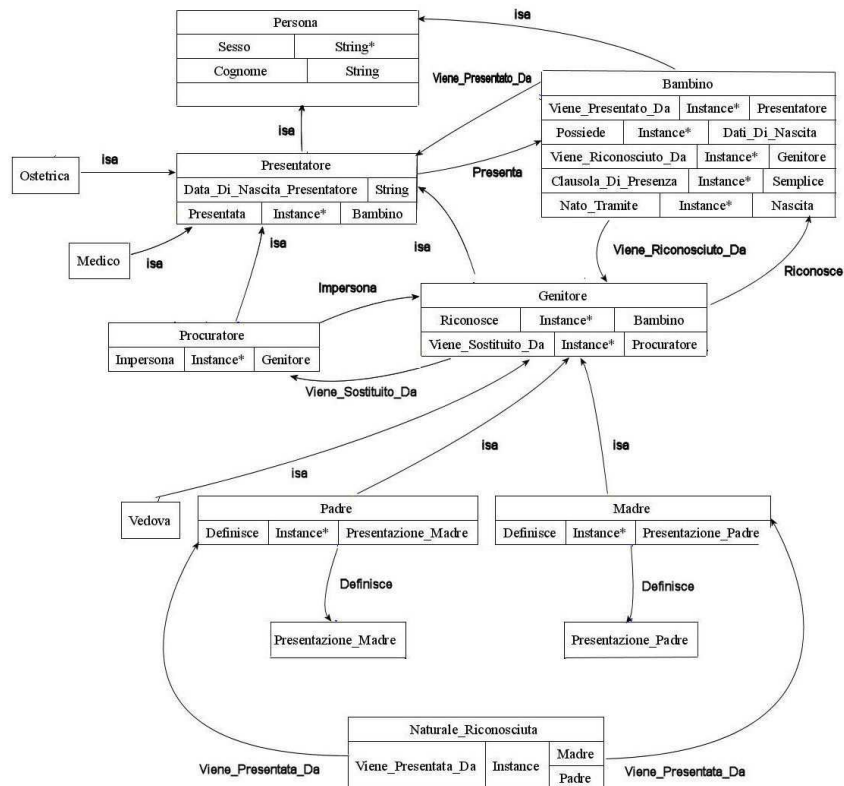 isa
Persona
Sesso String*
Cognome String
Viene_Presentato_Da
Bambino
Viene_Presentato_Da Instance* Presentatore
Possiede Instance* Dati_Di_Nascita
Viene_Riconosciuto_Da Instance* Genitore
Clausola_Di_Presenza Instance* Semplice
Nato_Tramite Instance* Nascita
isa
isa
Ostetrica
Presentatore
Data_Di_Nascita_Presentatore String
Presentata Instance* Bambino
Presenta
Medico
isa
isa
isa
Viene_Riconosciuto_Da
Riconosce
Impersona
Genitore
Riconosce Instance* Bambino
Viene_Sostituito_Da Instance* Procuratore
Procuratore
Impersona Instance* Genitore
Viene_Sostituito_Da
isa
isa
isa
Vedova
Padre
Definisce Instance* Presentazione_Madre
Madre
Definisce Instance* Presentazione_Padre
Definisce
Definisce
Presentazione_Madre
Presentazione_Padre
Naturale_Riconosciuta
Viene_Presentata_Da Instance Madre
Padre
Viene_Presentata_Da
Viene_Presentata_Da